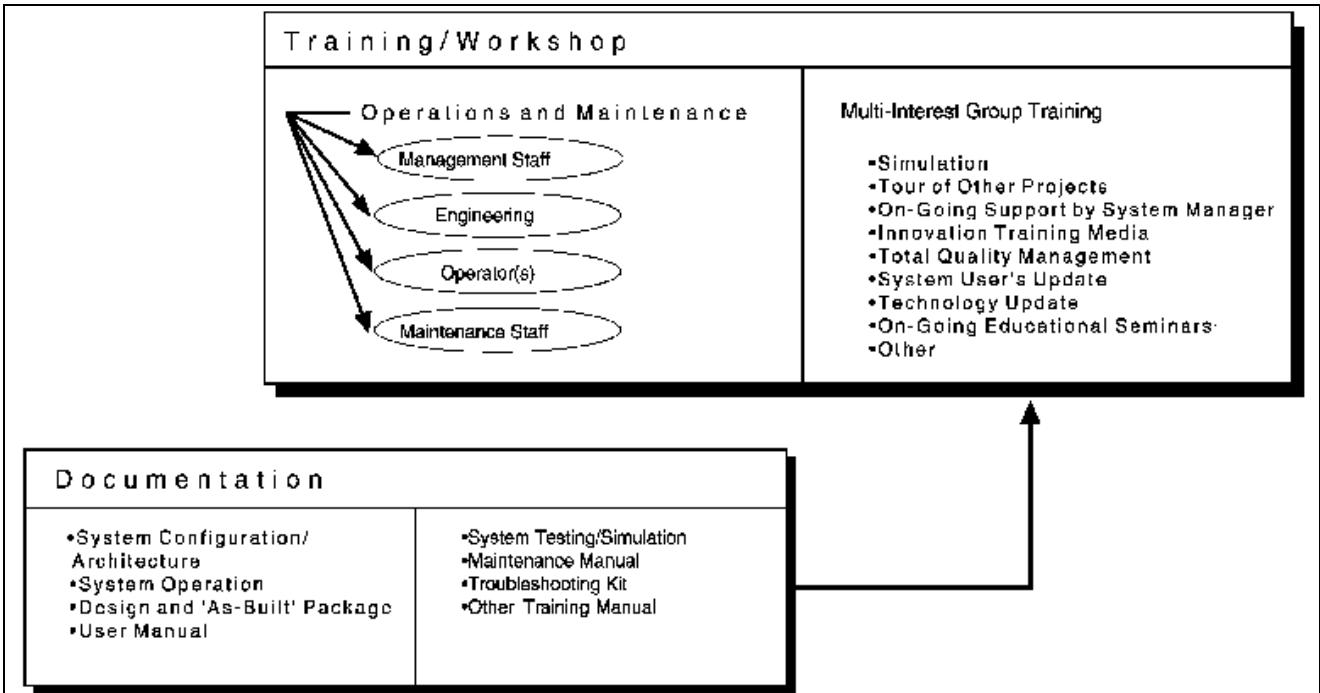 Training/Workshop
Operations and Maintenance
Management Staff
Engineering
Operator(s)
Maintenance Staff
Multi-Interest Group Training
•Simulation
•Tour of Other Projects
•On-Going Support by System Manager
•Innovation Training Media
•Total Quality Management
•System User's Update
•Technology Update
•On-Going Educational Seminars
•Other
Documentation
•System Configuration/
Architecture
•System Operation
•Design and 'As-Built' Package
•User Manual
•System Testing/Simulation
•Maintenance Manual
•Troubleshooting Kit
•Other Training Manual